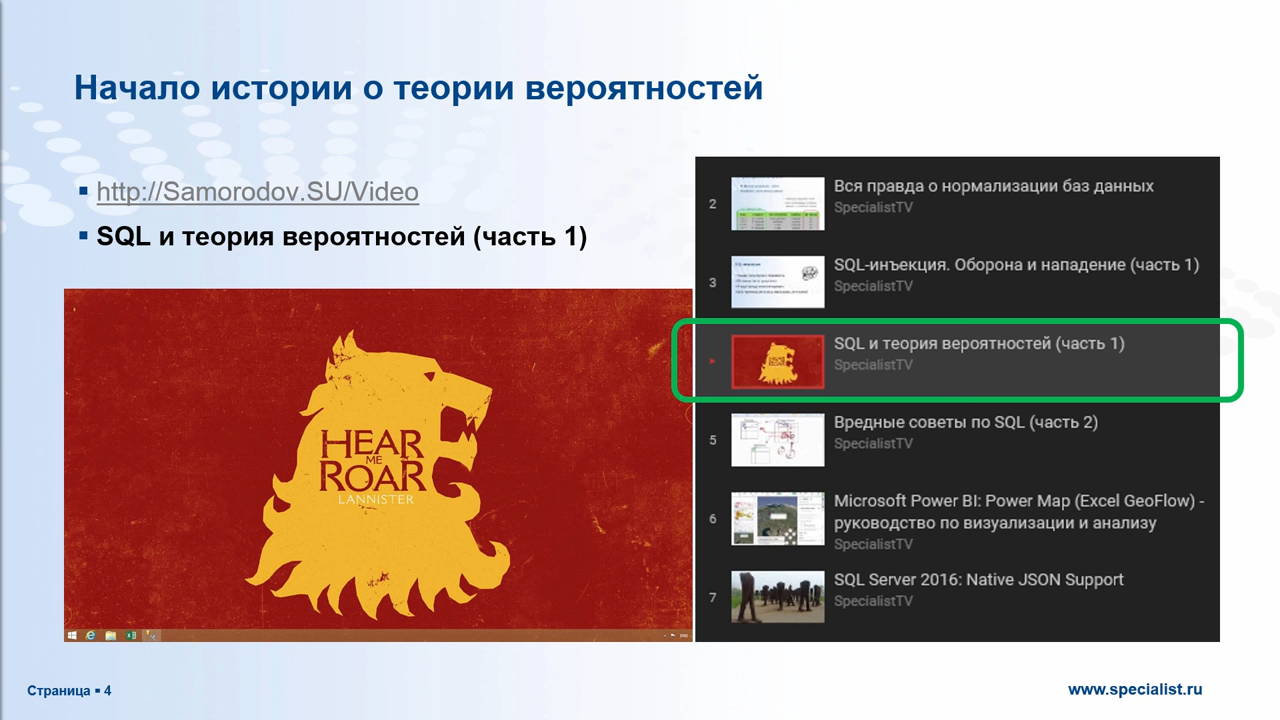 Начало истории о теории вероятностей
http://Samorodov.SU/Video
SQL и теория вероятностей (часть 1)
HEAR
ME
ROAR
LANNISTER
2
Вся правда о нормализации баз данных
SpecialistTV
3
SQL-инъекция. Оборона и нападение (часть 1)
SpecialistTV
SQL и теория вероятностей (часть 1)
SpecialistTV
5
Вредные советы по SQL (часть 2)
SpecialistTV
6
Microsoft Power BI: Power Map (Excel GeoFlow) -
руководство по визуализации и анализу
SpecialistTV
7
SQL Server 2016: Native JSON Support
SpecialistTV
Страница ▪ 4
www.specialist.ru